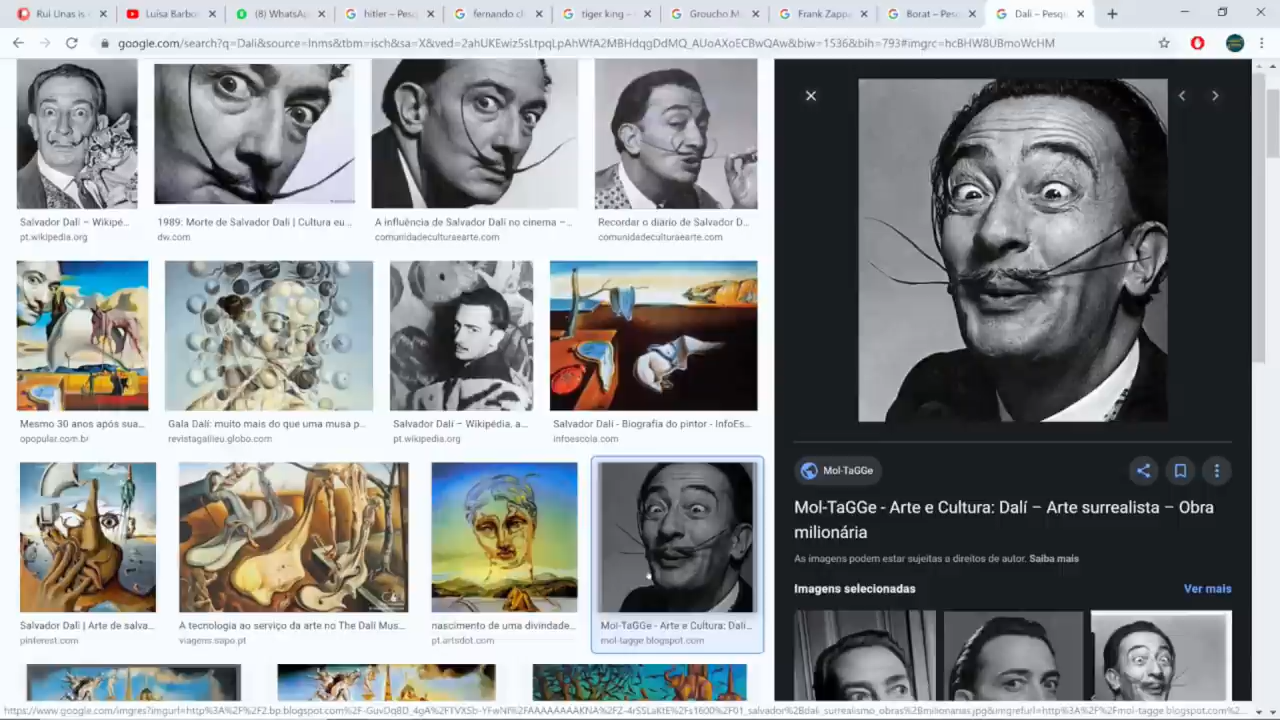 Rui Unas is
Luísa Barbo
(8) WhatsAp
hitler – Pesq
fernando cl
tiger king –
Groucho M
Frank Zappa
Borat – Pesq
Dali – Pesqu
google.com/search?q=Dali&source=lnms&tbm=isch&sa=X&ved=2ahUKEwiz5sLtpqLpAhWfA2MBHdqgDdMQ_AUoAXoECBwQAw&biw=1536&bih=793#imgrc=hcBHW8UBmoWcHM
Salvador Dalí – Wikipé...
pt.wikipedia.org
1989: Morte de Salvador Dalí | Cultura eu...
dw.com
A influência de Salvador Dalí no cinema –...
comunidadeculturaearte.com
Recordar o diário de Salvador D...
comunidadeculturaearte.com
Mesmo 30 anos após sua...
opopular.com.br
Gala Dalí: muito mais do que uma musa p...
revistagalileu.globo.com
Salvador Dalí – Wikipédia, a...
pt.wikipedia.org
Salvador Dalí - Biografia do pintor - InfoEs...
infoescola.com
Salvador Dalí | Arte de salva...
pinterest.com
A tecnologia ao serviço da arte no The Dalí Mus...
viagens.sapo.pt
nascimento de uma divindade...
pt.artsdot.com
Mol-TaGGe - Arte e Cultura: Dalí...
mol-tagge.blogspot.com
Mol-TaGGe
Mol-TaGGe - Arte e Cultura: Dalí – Arte surrealista – Obra
milionária
As imagens podem estar sujeitas a direitos de autor. Saiba mais
Imagens selecionadas
Ver mais